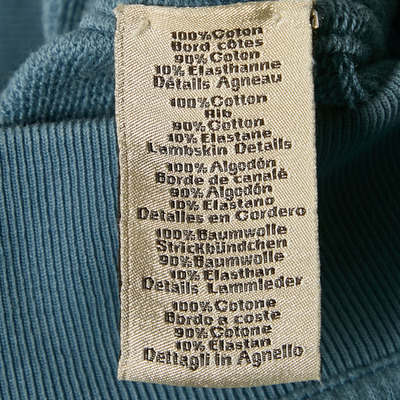 100%Coton
Bord côtes
90%Coton
10%Elasthanne
Détails Agneau
100%Cotton
Rib
90%Cotton
10%Elastane
Lambskin Details
100%Algodón
Borde de canalé
90%Algodón
10%Elastano
Detalles en Cordero
100%Baumwolle
Strickbündchen
90%Baumwolle
10%Elasthan
Details Lammleder
100%Cotone
Bordo a coste
90%Cotone
10%Elastan
Dettagli in Agnello